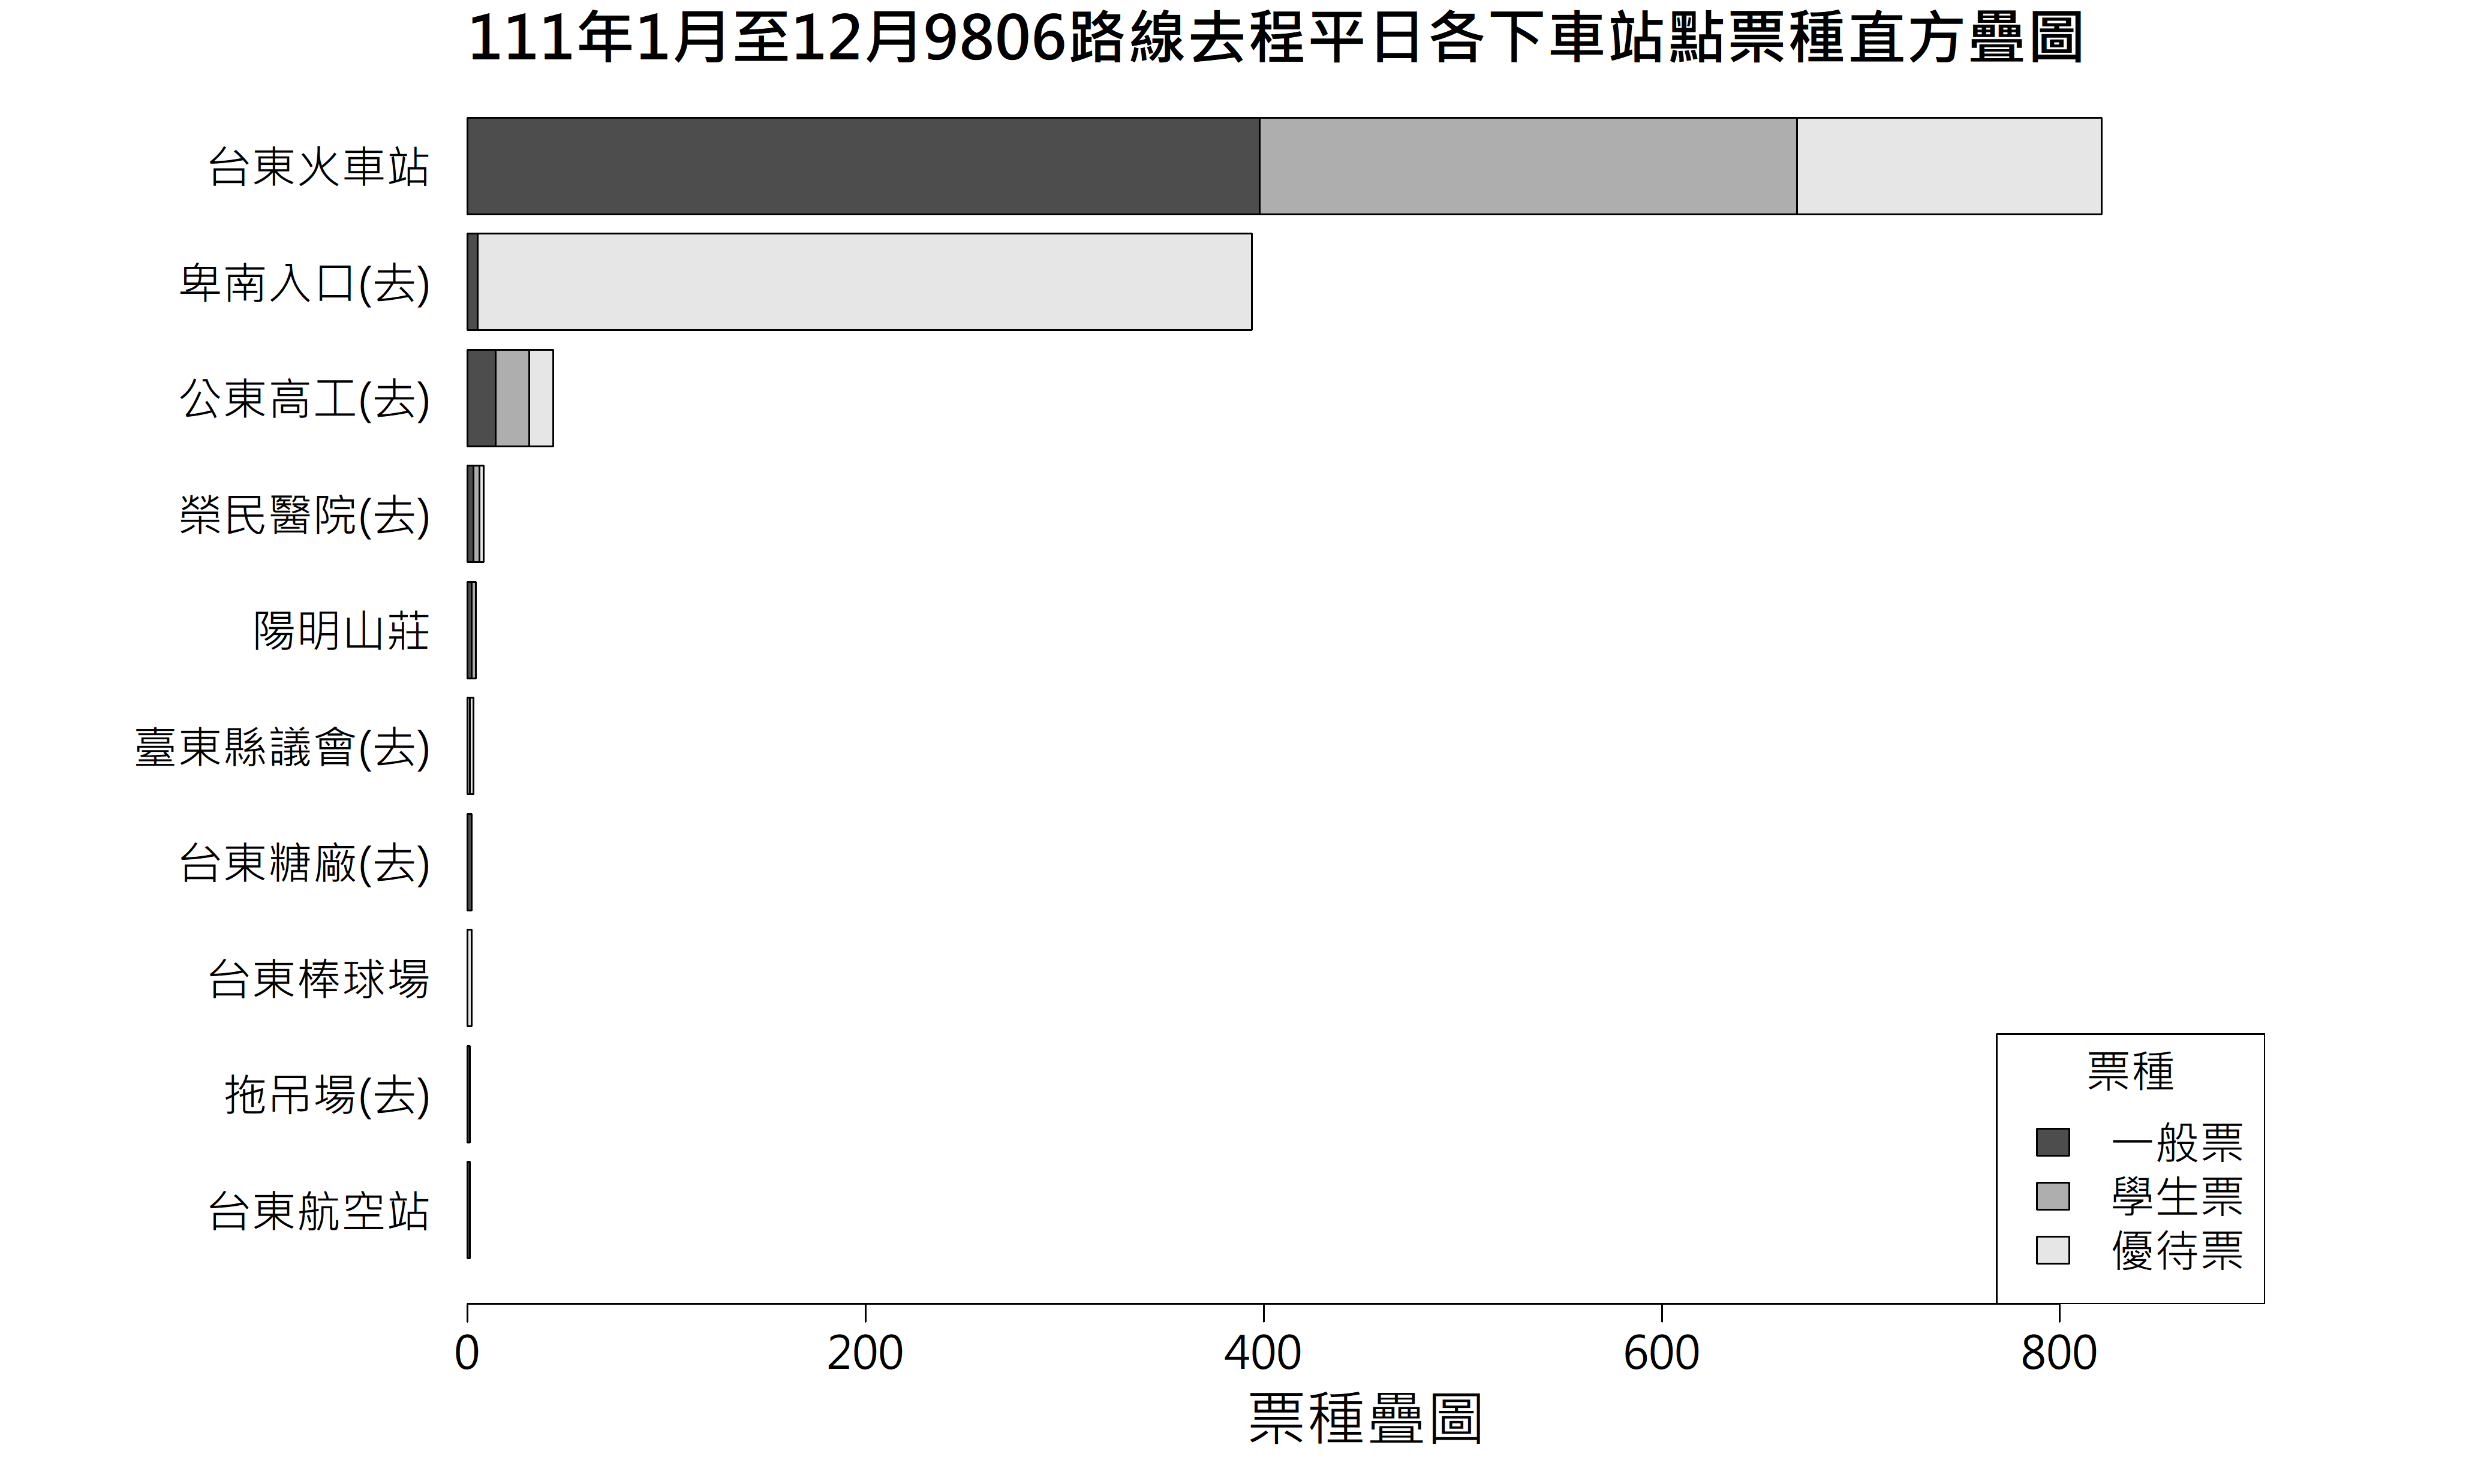 111年1月至12月9806路線去程平日各下車站點票種直方疊圖
台東火車站
卑南入口(去)
公東高工(去)
榮民醫院(去)
陽明山莊
臺東縣議會(去)
台東糖廠(去)
台東棒球場
拖吊場(去)
台東航空站
票種
一般票
學生票
優待票
0 200 400 600 800
票種疊圖